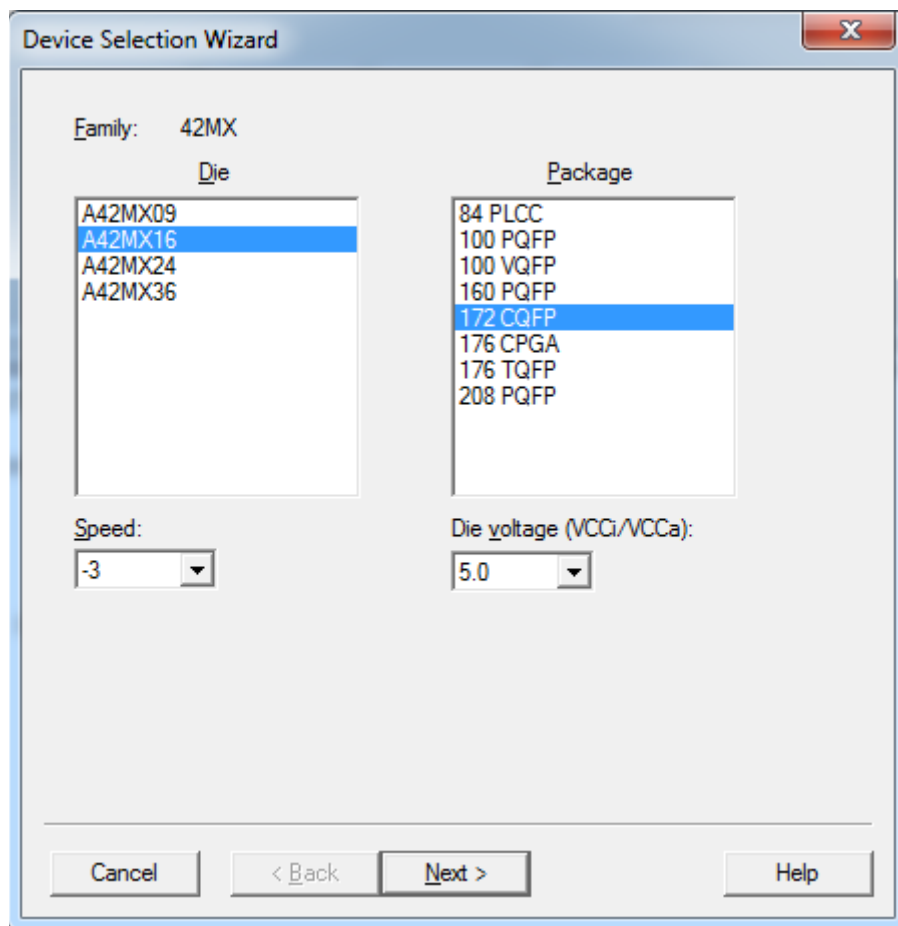 Device Selection Wizard
Family: 42MX
Die
A42MX09
A42MX16
A42MX24
A42MX36
Package
84 PLCC
100 PQFP
100 VQFP
160 PQFP
172 CQFP
176 CPGA
176 TQFP
208 PQFP
Speed:
-3
Die voltage (VCCi/VCCa):
5.0
Cancel
< Back
Next >
Help